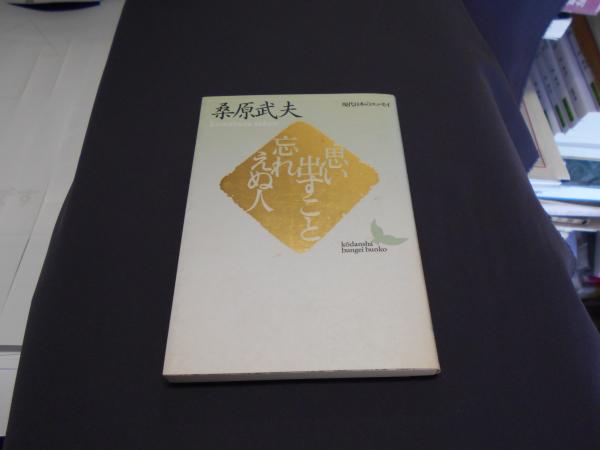 桑原武夫
現代日本のエッセイ
思い
出すこと
忘れ
えぬ人
kōdansha
bungei bunko